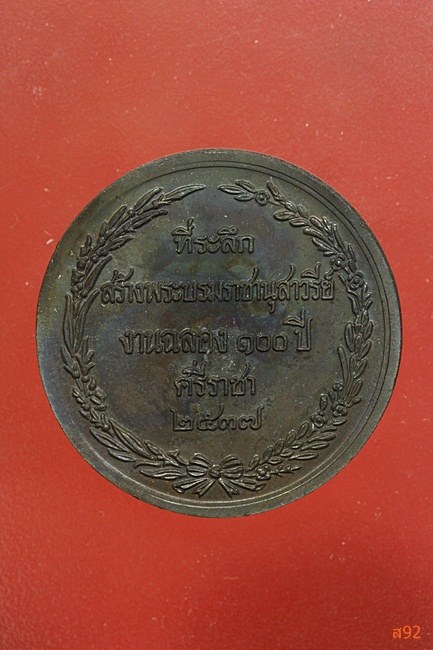 ที่ระลึก
สร้างพระบรมราชานุสาวรีย์
งานฉลอง ๑๐๐ ปี
ศรีราชา
๒๕๓๗
ส92